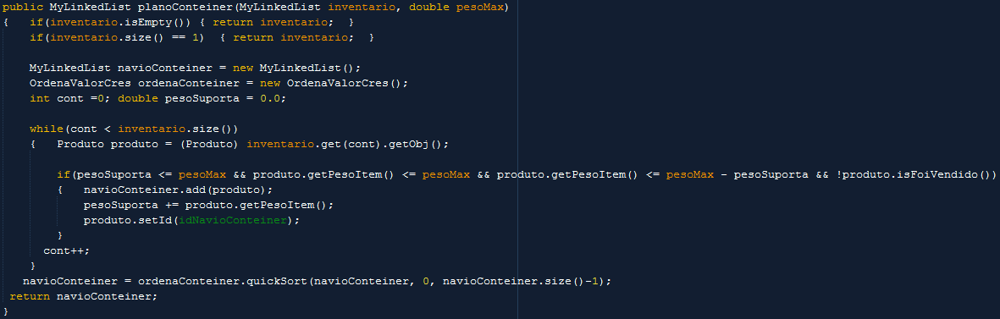 public MyLinkedList planoConteiner(MyLinkedList inventario, double pesoMax)
{   if(inventario.isEmpty()) { return inventario;  }
    if(inventario.size() == 1)  { return inventario;  }

    MyLinkedList navioConteiner = new MyLinkedList();
    OrdenaValorCres ordenaConteiner = new OrdenaValorCres();
    int cont =0; double pesoSuporta = 0.0;

    while(cont < inventario.size())
    {   Produto produto = (Produto) inventario.get(cont).getObj();

        if(pesoSuporta <= pesoMax && produto.getPesoItem() <= pesoMax && produto.getPesoItem() <= pesoMax - pesoSuporta && !produto.isFoiVendido())
        {   navioConteiner.add(produto);
            pesoSuporta += produto.getPesoItem();
            produto.setId(idNavioConteiner);
        }
      cont++;
    }
   navioConteiner = ordenaConteiner.quickSort(navioConteiner, 0, navioConteiner.size()-1);
 return navioConteiner;
}